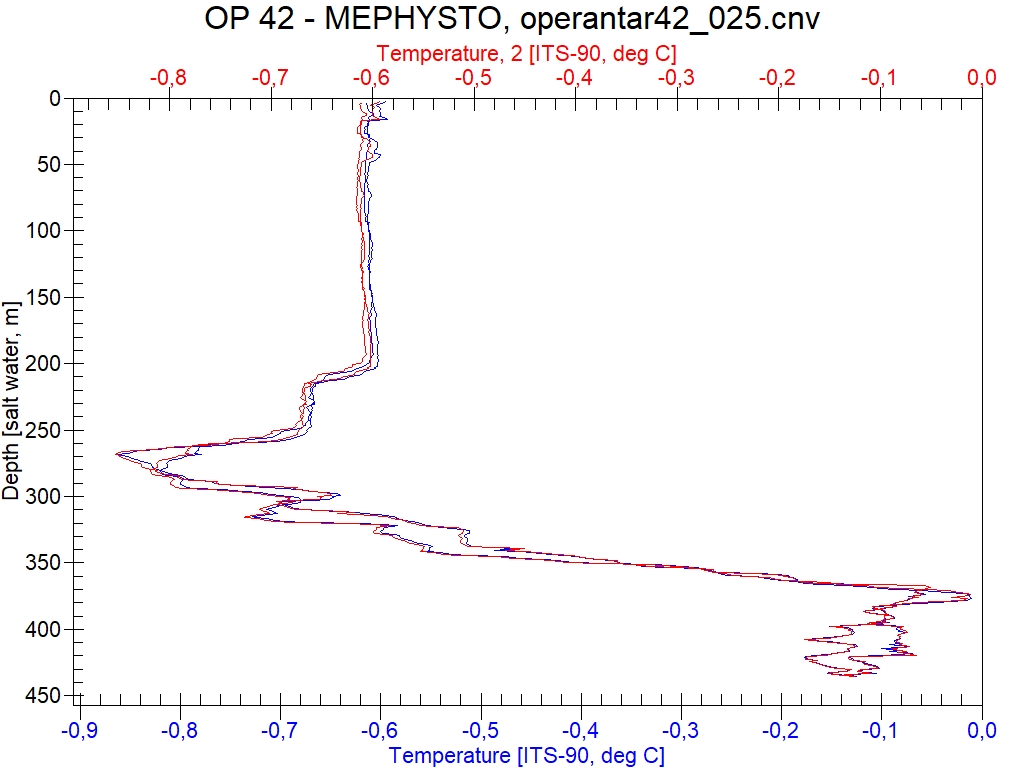 OP 42 - MEPHYSTO, operantar42_025.cnv
Temperature, 2 [ITS-90, deg C]
-0,8 -0,7 -0,6 -0,5 -0,4 -0,3 -0,2 -0,1 0,0
0
50
100
150
200
250
300
350
400
450
Depth [salt water, m]
-0,9 -0,8 -0,7 -0,6 -0,5 -0,4 -0,3 -0,2 -0,1 0,0
Temperature [ITS-90, deg C]